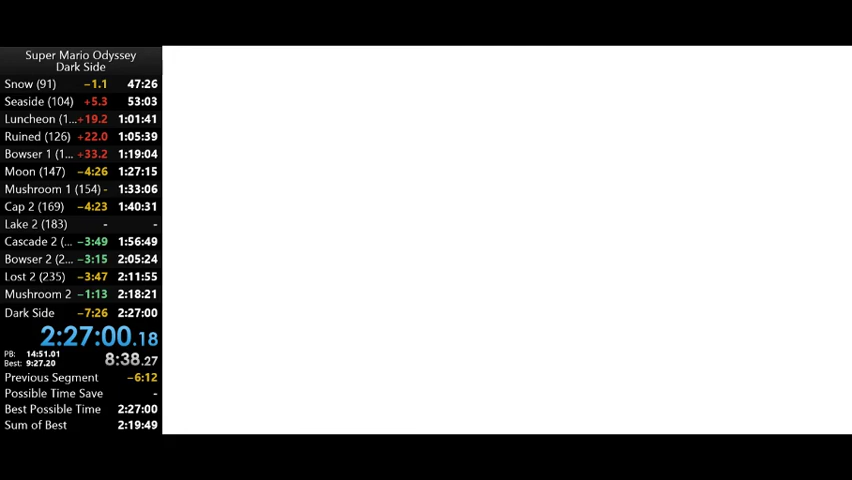 Super Mario Odyssey
Dark Side
Snow (91) −1.1 47:26
Seaside (104) +5.3 53:03
Luncheon (1... +19.2 1:01:41
Ruined (126) +22.0 1:05:39
Bowser 1 (1... +33.2 1:19:04
Moon (147) −4:26 1:27:15
Mushroom 1 (154) - 1:33:06
Cap 2 (169) −4:23 1:40:31
Lake 2 (183) - -
Cascade 2 (... −3:49 1:56:49
Bowser 2 (2... −3:15 2:05:24
Lost 2 (235) −3:47 2:11:55
Mushroom 2 −1:13 2:18:21
Dark Side −7:26 2:27:00
2:27:00.18
PB: 14:51.01
Best: 9:27.20
8:38.27
Previous Segment −6:12
Possible Time Save -
Best Possible Time 2:27:00
Sum of Best 2:19:49